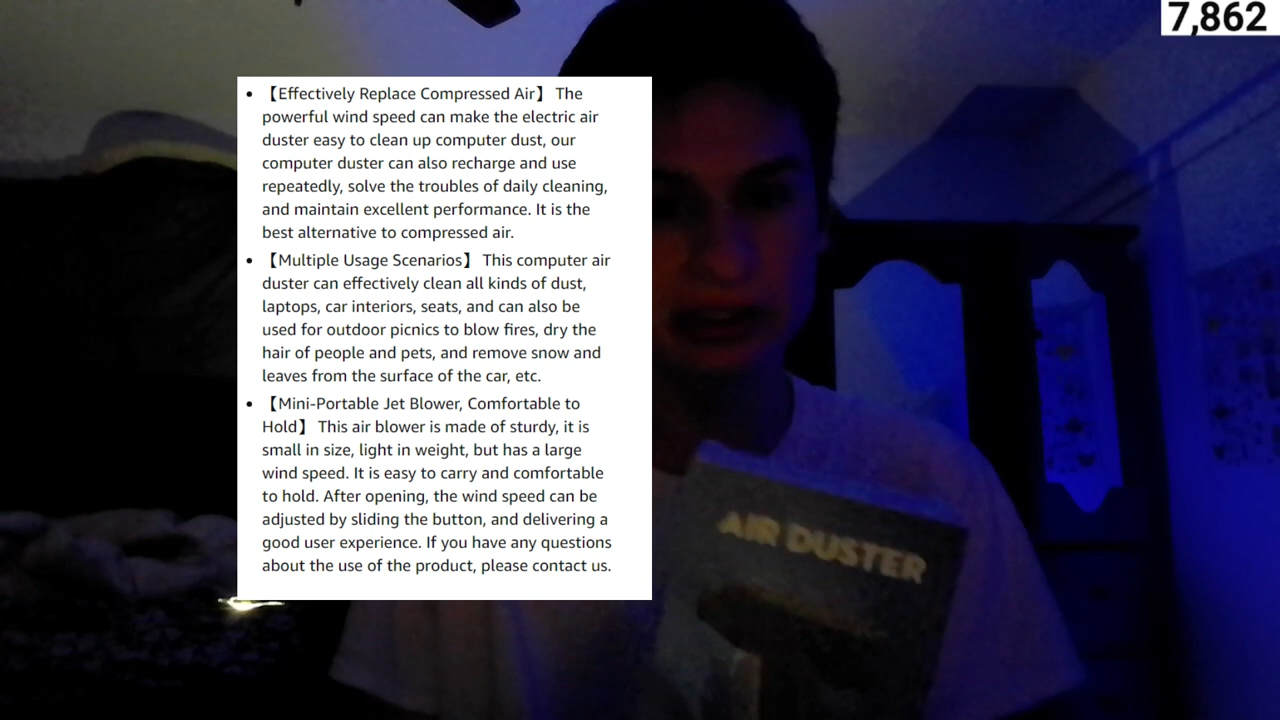 7,862
• 【Effectively Replace Compressed Air】 The
powerful wind speed can make the electric air
duster easy to clean up computer dust, our
computer duster can also recharge and use
repeatedly, solve the troubles of daily cleaning,
and maintain excellent performance. It is the
best alternative to compressed air.
• 【Multiple Usage Scenarios】 This computer air
duster can effectively clean all kinds of dust,
laptops, car interiors, seats, and can also be
used for outdoor picnics to blow fires, dry the
hair of people and pets, and remove snow and
leaves from the surface of the car, etc.
• 【Mini-Portable Jet Blower, Comfortable to
Hold】 This air blower is made of sturdy, it is
small in size, light in weight, but has a large
wind speed. It is easy to carry and comfortable
to hold. After opening, the wind speed can be
adjusted by sliding the button, and delivering a
good user experience. If you have any questions
about the use of the product, please contact us.
AIR DUSTER